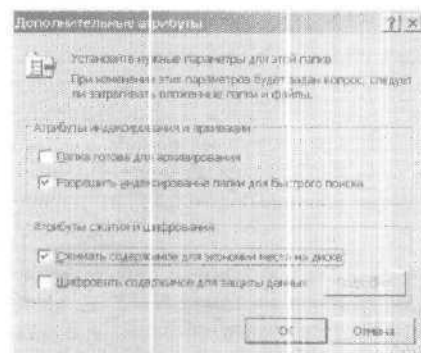 Дополнительные атрибуты
Установите нужные параметры для этой папки
При изменении этих параметров будет задан вопрос, следует
ли затрагивать вложенные папки и файлы.
Атрибуты индексирования и архивации
Папка готова для архивирования
Разрешить индексирование папки для быстрого поиска
Атрибуты сжатия и шифрования
Сжимать содержимое для экономии места на диске
Шифровать содержимое для защиты данных
ОК
Отмена